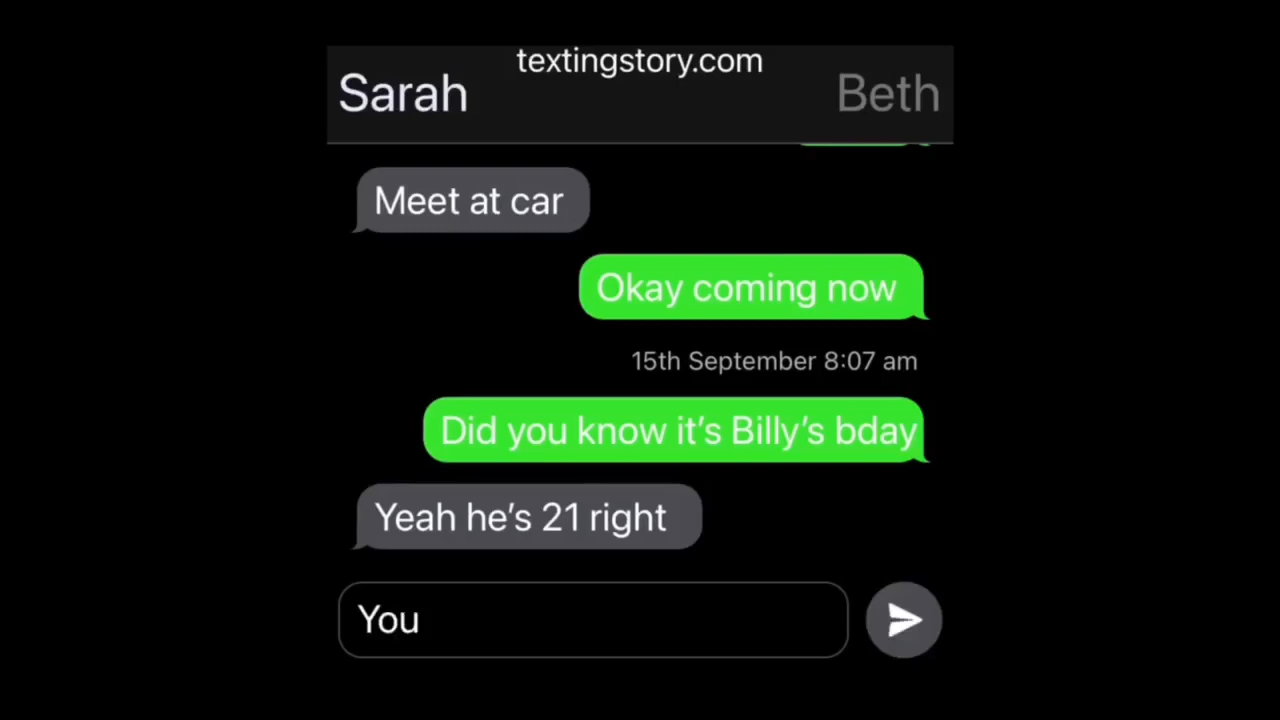 textingstory.com
Sarah
Beth
Meet at car
Okay coming now
15th September 8:07 am
Did you know it’s Billy’s bday
Yeah he’s 21 right
You